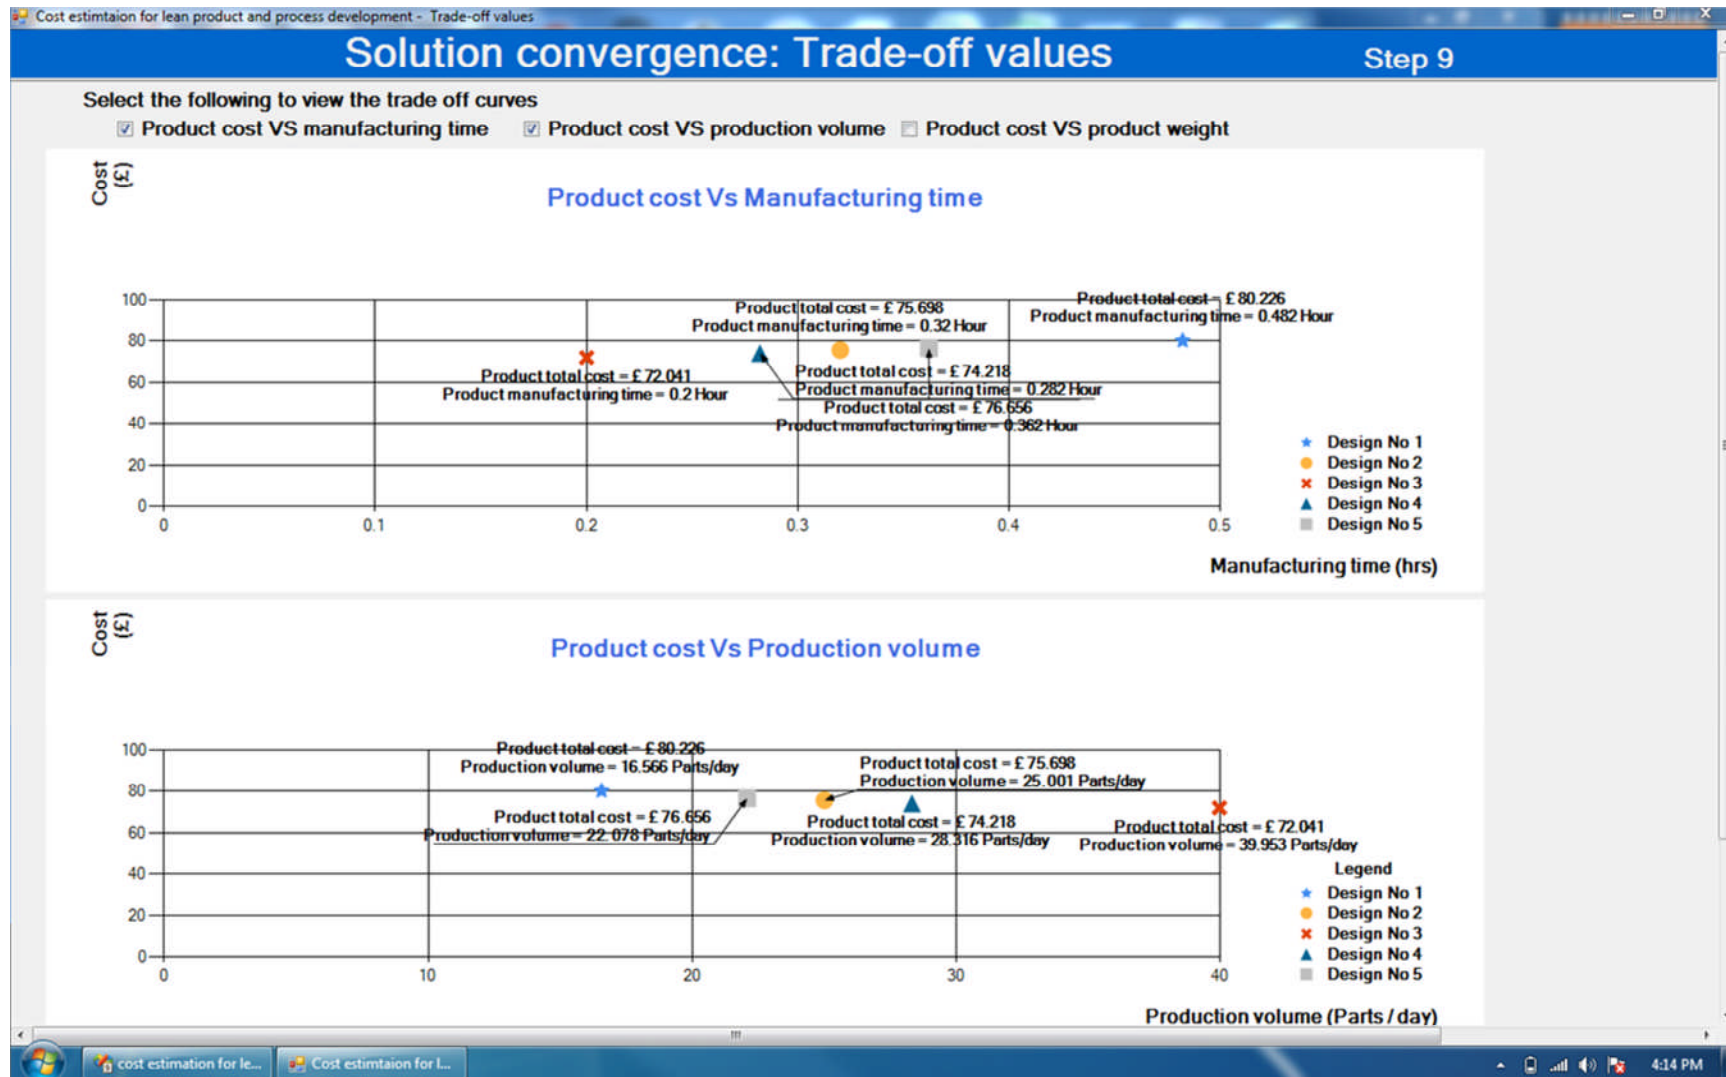 Cost estimtaion for lean product and process development - Trade-off values
Solution convergence: Trade-off values
Step 9
Select the following to view the trade off curves
Product cost VS manufacturing time
Product cost VS production volume
Product cost VS product weight
Cost
(£)
Product cost Vs Manufacturing time
100
80
60
40
20
0
Product total cost = £ 75.698
Product manufacturing time = 0.32 Hour
Product total cost = £ 80.226
Product manufacturing time = 0.482 Hour
Product total cost = £ 72.041
Product manufacturing time = 0.2 Hour
Product total cost = £ 74.218
Product manufacturing time = 0.282 Hour
Product total cost = £ 76.656
Product manufacturing time = 0.362 Hour
Design No 1
Design No 2
Design No 3
Design No 4
Design No 5
0
0.1
0.2
0.3
0.4
0.5
Manufacturing time (hrs)
Cost
(£)
Product cost Vs Production volume
100
80
60
40
20
0
Product total cost = £ 80.226
Production volume = 16.566 Parts/day
Product total cost = £ 75.698
Production volume = 25.001 Parts/day
Product total cost = £ 76.656
Production volume = 22.078 Parts/day
Product total cost = £ 74.218
Production volume = 28.316 Parts/day
Product total cost = £ 72.041
Production volume = 39.953 Parts/day
Legend
Design No 1
Design No 2
Design No 3
Design No 4
Design No 5
0
10
20
30
40
Production volume (Parts / day)
cost estimation for le...
Cost estimtaion for l...
4:14 PM